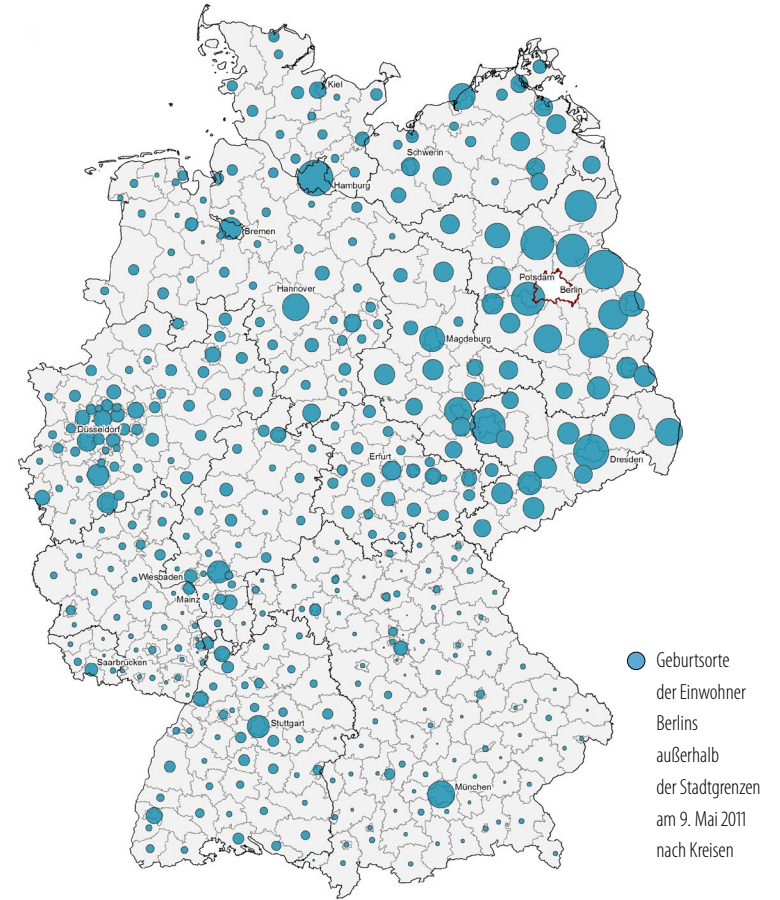 Kiel
Schwerin
Hamburg
Bremen
Potsdam
Berlin
Hannover
Magdeburg
Düsseldorf
Erfurt
Dresden
Wiesbaden
Mainz
Saarbrücken
Stuttgart
München
Geburtsorte
der Einwohner
Berlins
außerhalb
der Stadtgrenzen
am 9. Mai 2011
nach Kreisen